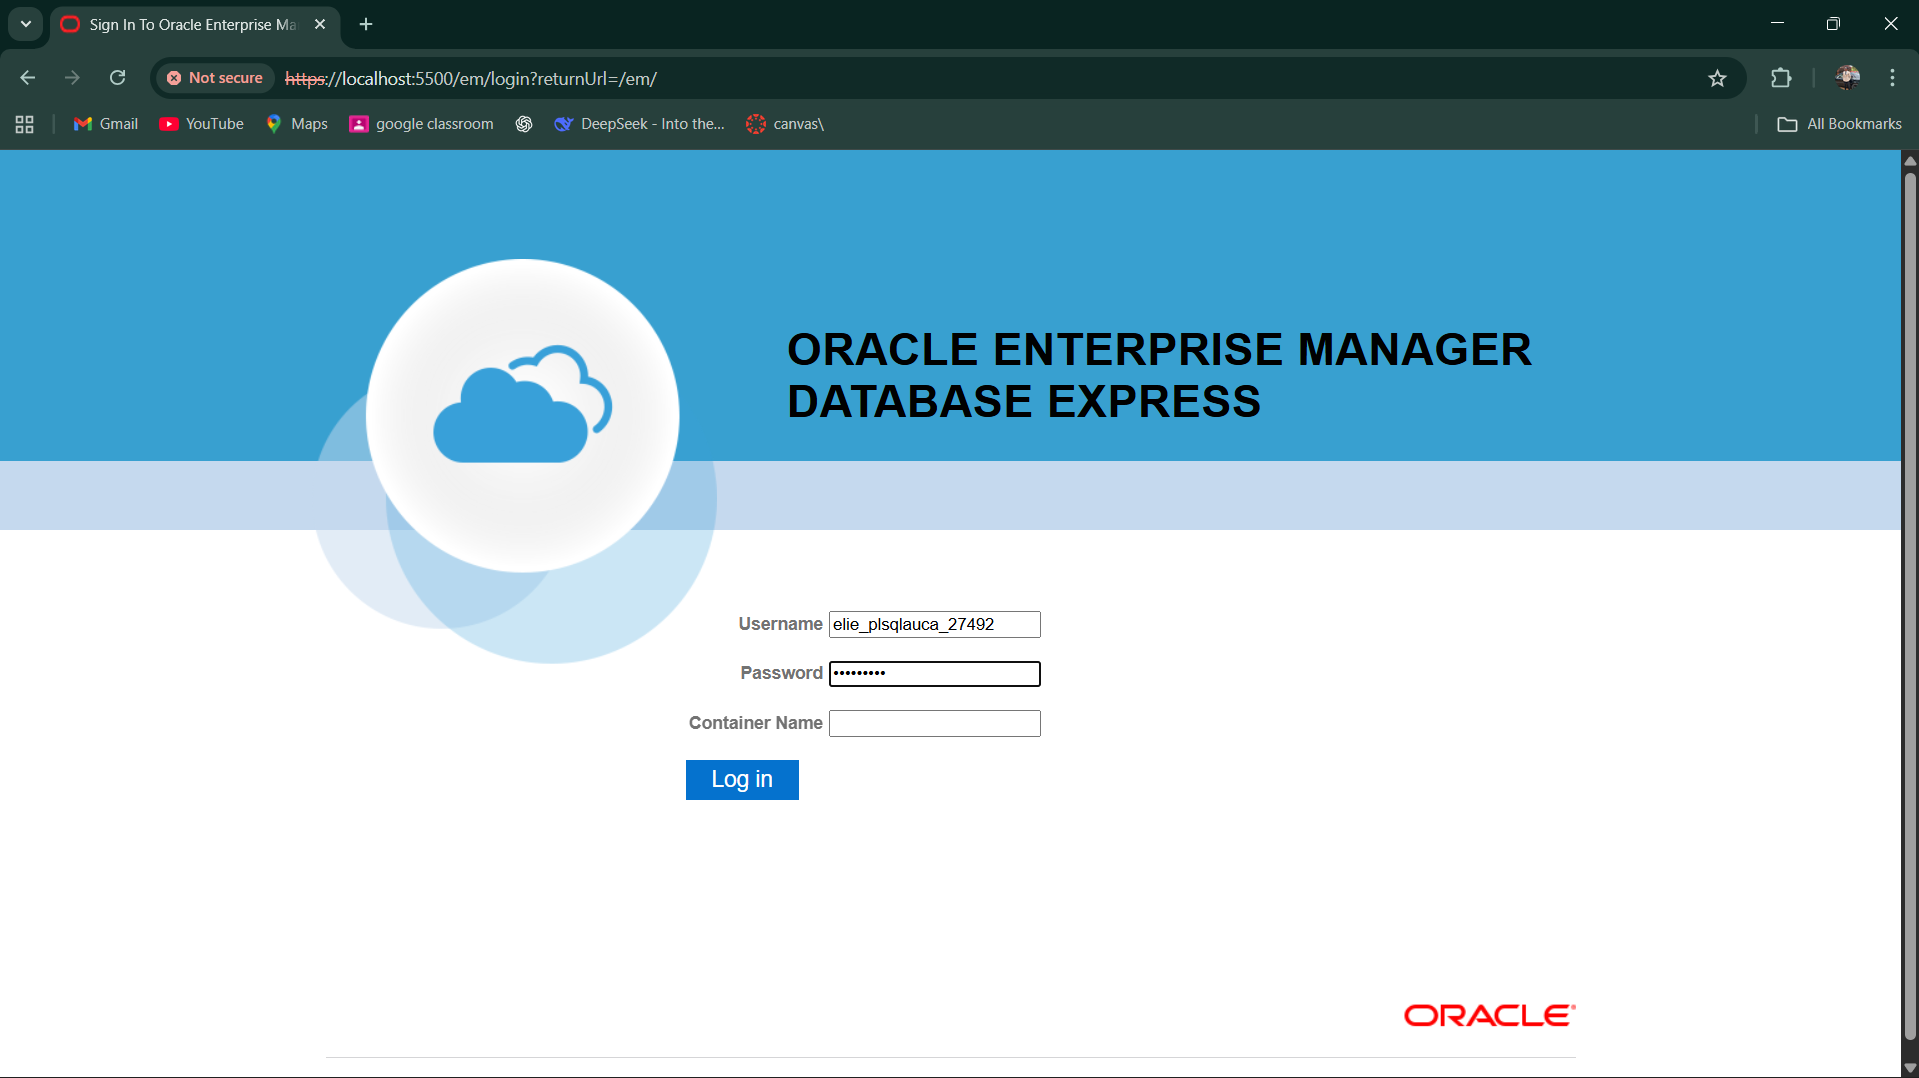 Sign In To Oracle Enterprise Ma
Not secure
https://localhost:5500/em/login?returnUrl=/em/
Gmail
YouTube
Maps
google classroom
DeepSeek - Into the...
canvas\
All Bookmarks
ORACLE ENTERPRISE MANAGER
DATABASE EXPRESS
Username elie_plsqlauca_27492
Password •••••••••
Container Name
Log in
ORACLE